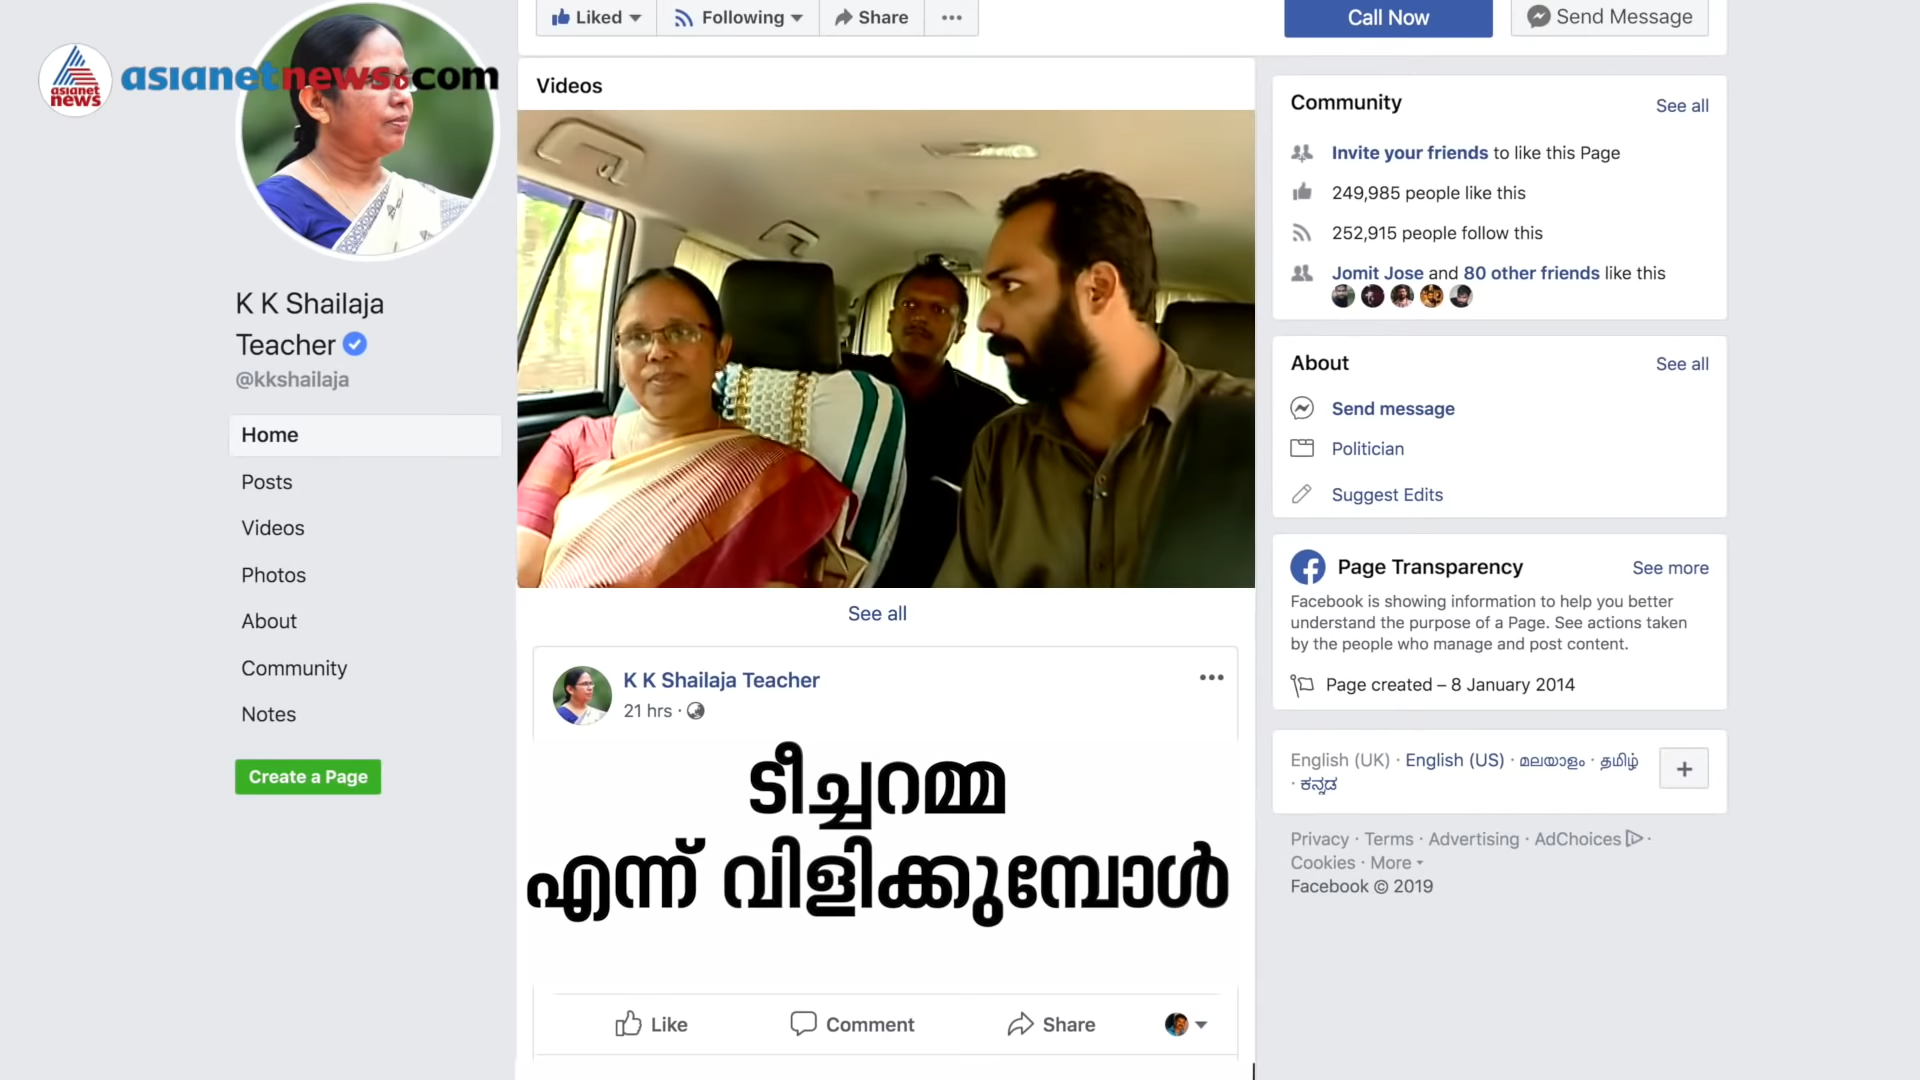 asianet news
asianetnews.com
Liked
Following
Share
Call Now
Send Message
K K Shailaja
Teacher
@kkshailaja
Home
Posts
Videos
Photos
About
Community
Notes
Create a Page
Videos
See all
K K Shailaja Teacher
21 hrs ·
ടീച്ചറമ്മ
എന്ന് വിളിക്കുമ്പോൾ
Like
Comment
Share
Community
See all
Invite your friends to like this Page
249,985 people like this
252,915 people follow this
Jomit Jose and 80 other friends like this
About
See all
Send message
Politician
Suggest Edits
Page Transparency
See more
Facebook is showing information to help you better
understand the purpose of a Page. See actions taken
by the people who manage and post content.
Page created – 8 January 2014
English (UK) · English (US) · മലയാളം · தமிழ்
· ಕನ್ನಡ
Privacy · Terms · Advertising · AdChoices ·
Cookies · More
Facebook © 2019